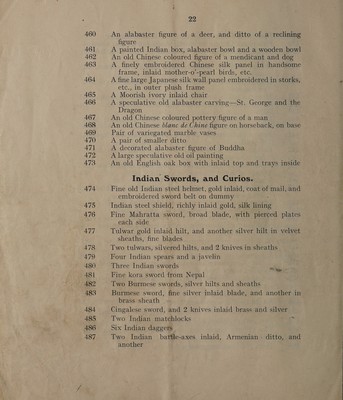 22
460 An alabaster figure of a deer, and ditto of a reclining
figure
461 A painted Indian box, alabaster bowl and a wooden bowl
462 An old Chinese coloured figure of a mendicant and dog
463 A finely embroidered Chinese silk panel in handsome
frame, inlaid mother-o'-pearl birds, etc.
464 A fine large Japanese silk wall panel embroidered in storks,
etc., in outer plush frame
465 A Moorish ivory inlaid chair
466 A speculative old alabaster carving—St. George and the
Dragon
467 An old Chinese coloured pottery figure of a man
468 An old Chinese blanc de Chine figure on horseback, on base
469 Pair of variegated marble vases
470 A pair of smaller ditto
471 A decorated alabaster figure of Buddha
472 A large speculative old oil painting
473 An old English oak box with inlaid top and trays inside
Indian Swords, and Curios.
474 Fine old Indian steel helmet, gold inlaid, coat of mail, and
embroidered sword belt on dummy
475 Indian steel shield, richly inlaid gold, silk lining
476 Fine Mahratta sword, broad blade, with pierced plates
each side
477 Tulwar gold inlaid hilt, and another silver hilt in velvet
sheaths, fine blades
478 Two tulwars, silvered hilts, and 2 knives in sheaths
479 Four Indian spears and a javelin
480 Three Indian swords
481 Fine kora sword from Nepal
482 Two Burmese swords, silver hilts and sheaths
483 Burmese sword, fine silver inlaid blade, and another in
brass sheath
484 Cingalese sword, and 2 knives inlaid brass and silver
485 Two Indian matchlocks
486 Six Indian daggers
487 Two Indian battle-axes inlaid, Armenian ditto, and
another